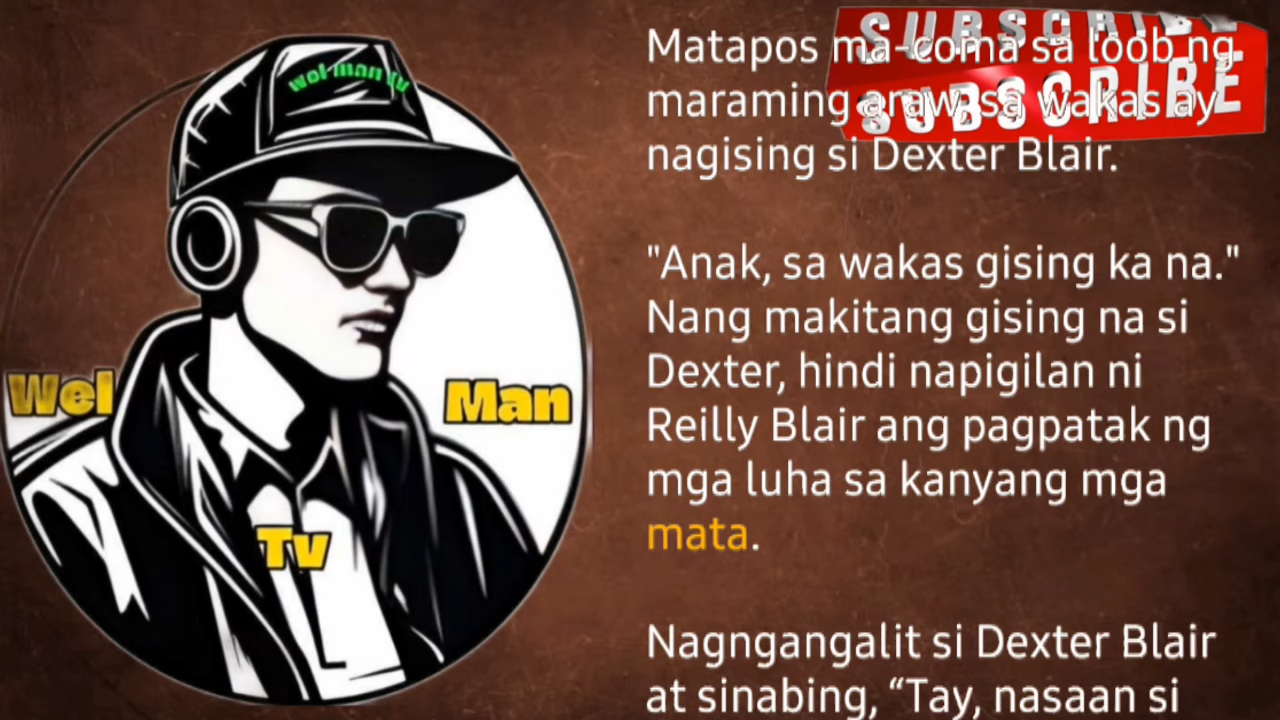 wel man tv
Wel
Man
Tv
SUBSCRIBE
SUBSCRIBE
Matapos ma-coma sa loob ng
maraming araw, sa wakas ay
nagising si Dexter Blair.
"Anak, sa wakas gising ka na."
Nang makitang gising na si
Dexter, hindi napigilan ni
Reilly Blair ang pagpatak ng
mga luha sa kanyang mga
mata.
Nagngangalit si Dexter Blair
at sinabing, “Tay, nasaan si